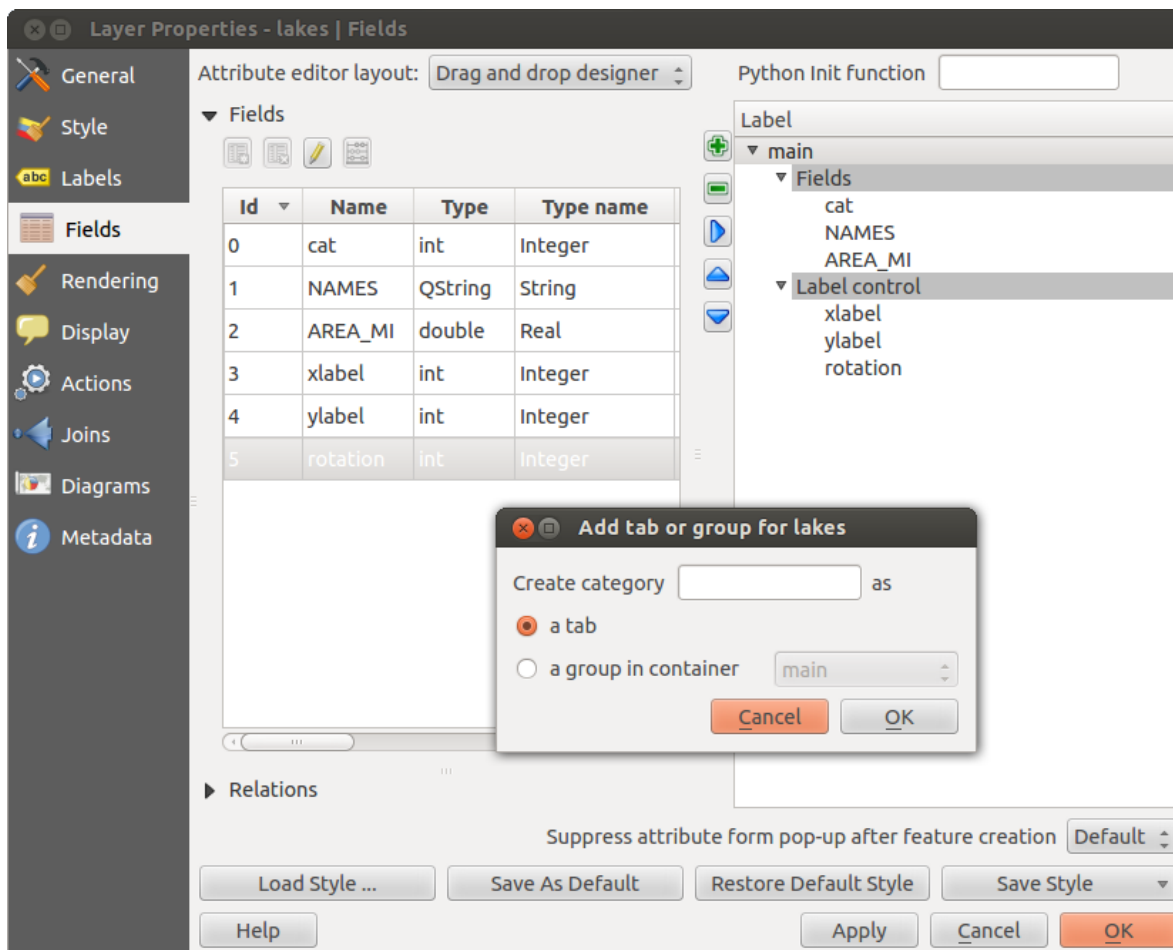 Layer Properties - lakes | Fields
General
Style
abc Labels
Fields
Rendering
Display
Actions
Joins
Diagrams
i Metadata
Attribute editor layout: Drag and drop designer
Python Init function
Fields
Id Name Type Type name
0 cat int Integer
1 NAMES QString String
2 AREA_MI double Real
3 xlabel int Integer
4 ylabel int Integer
5 rotation int Integer
Label
main
Fields
cat
NAMES
AREA_MI
Label control
xlabel
ylabel
rotation
Add tab or group for lakes
Create category as
a tab
a group in container main
Cancel OK
Relations
Suppress attribute form pop-up after feature creation Default
Load Style ... Save As Default Restore Default Style Save Style
Help Apply Cancel OK